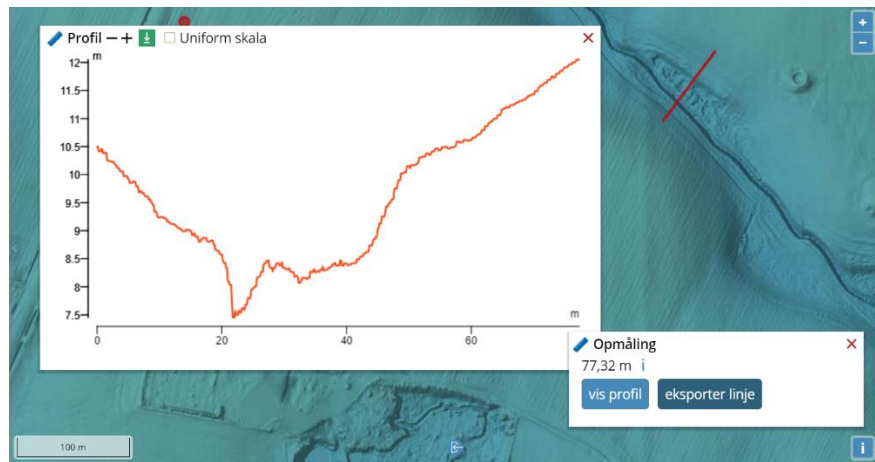 Profil
Uniform skala
m
12
11.5
11
10.5
10
9.5
9
8.5
8
7.5
m
0
20
40
60
Opmåling
77,32 m i
vis profil eksporter linje
100 m
i